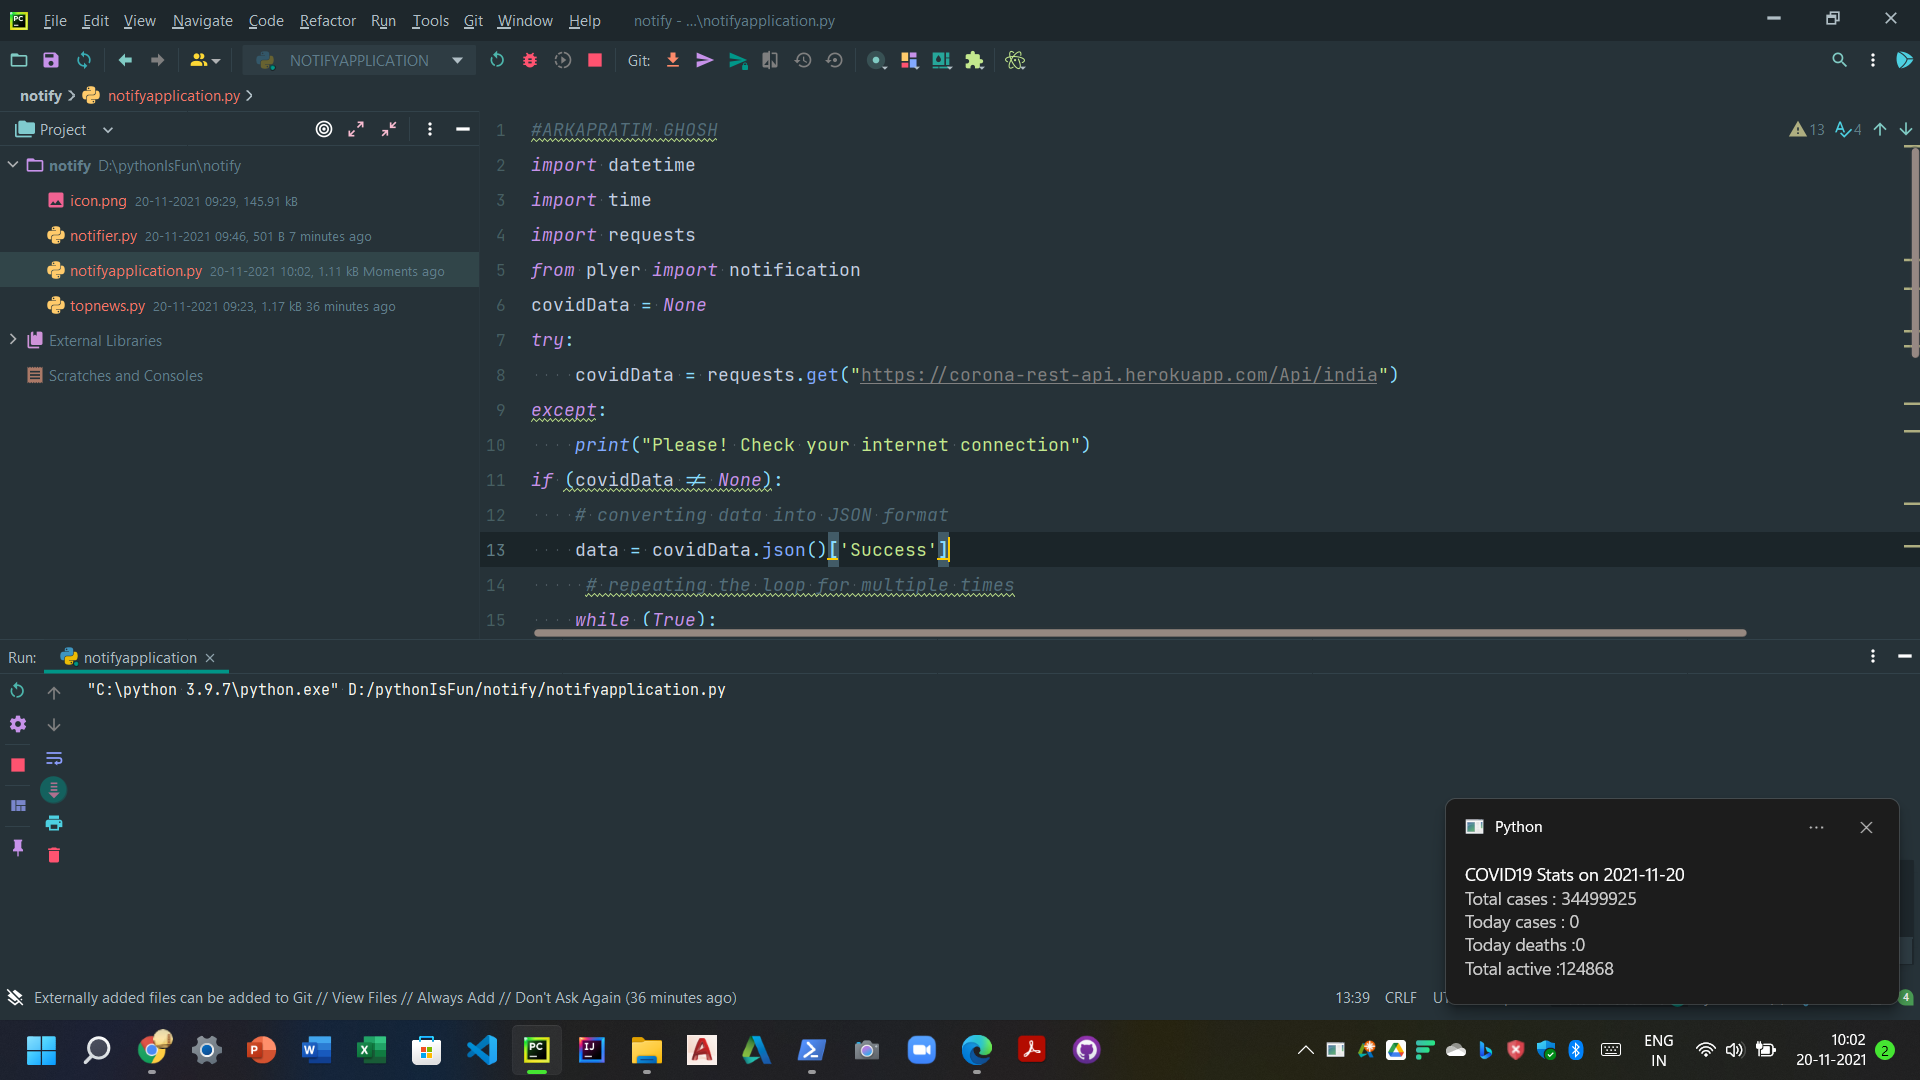 File Edit View Navigate Code Refactor Run Tools Git Window Help notify - ...\notifyapplication.py
NOTIFYAPPLICATION Git:
notify notifyapplication.py
Project
notify D:\pythonIsFun\notify
icon.png 20-11-2021 09:29, 145.91 kB
notifier.py 20-11-2021 09:46, 501 B 7 minutes ago
notifyapplication.py 20-11-2021 10:02, 1.11 kB Moments ago
topnews.py 20-11-2021 09:23, 1.17 kB 36 minutes ago
External Libraries
Scratches and Consoles
13 4
1 #ARKAPRATIM GHOSH
2 import datetime
3 import time
4 import requests
5 from plyer import notification
6 covidData = None
7 try:
8 covidData = requests.get("https://corona-rest-api.herokuapp.com/Api/india")
9 except:
10 print("Please! Check your internet connection")
11 if (covidData != None):
12 # converting data into JSON format
13 data = covidData.json()['Success']
14 # repeating the loop for multiple times
15 while (True):
Run: notifyapplication
"C:\python 3.9.7\python.exe" D:/pythonIsFun/notify/notifyapplication.py
Python
COVID19 Stats on 2021-11-20
Total cases : 34499925
Today cases : 0
Today deaths :0
Total active :124868
Externally added files can be added to Git // View Files // Always Add // Don't Ask Again (36 minutes ago)
13:39 CRLF
4
ENG
IN
10:02
20-11-2021
2